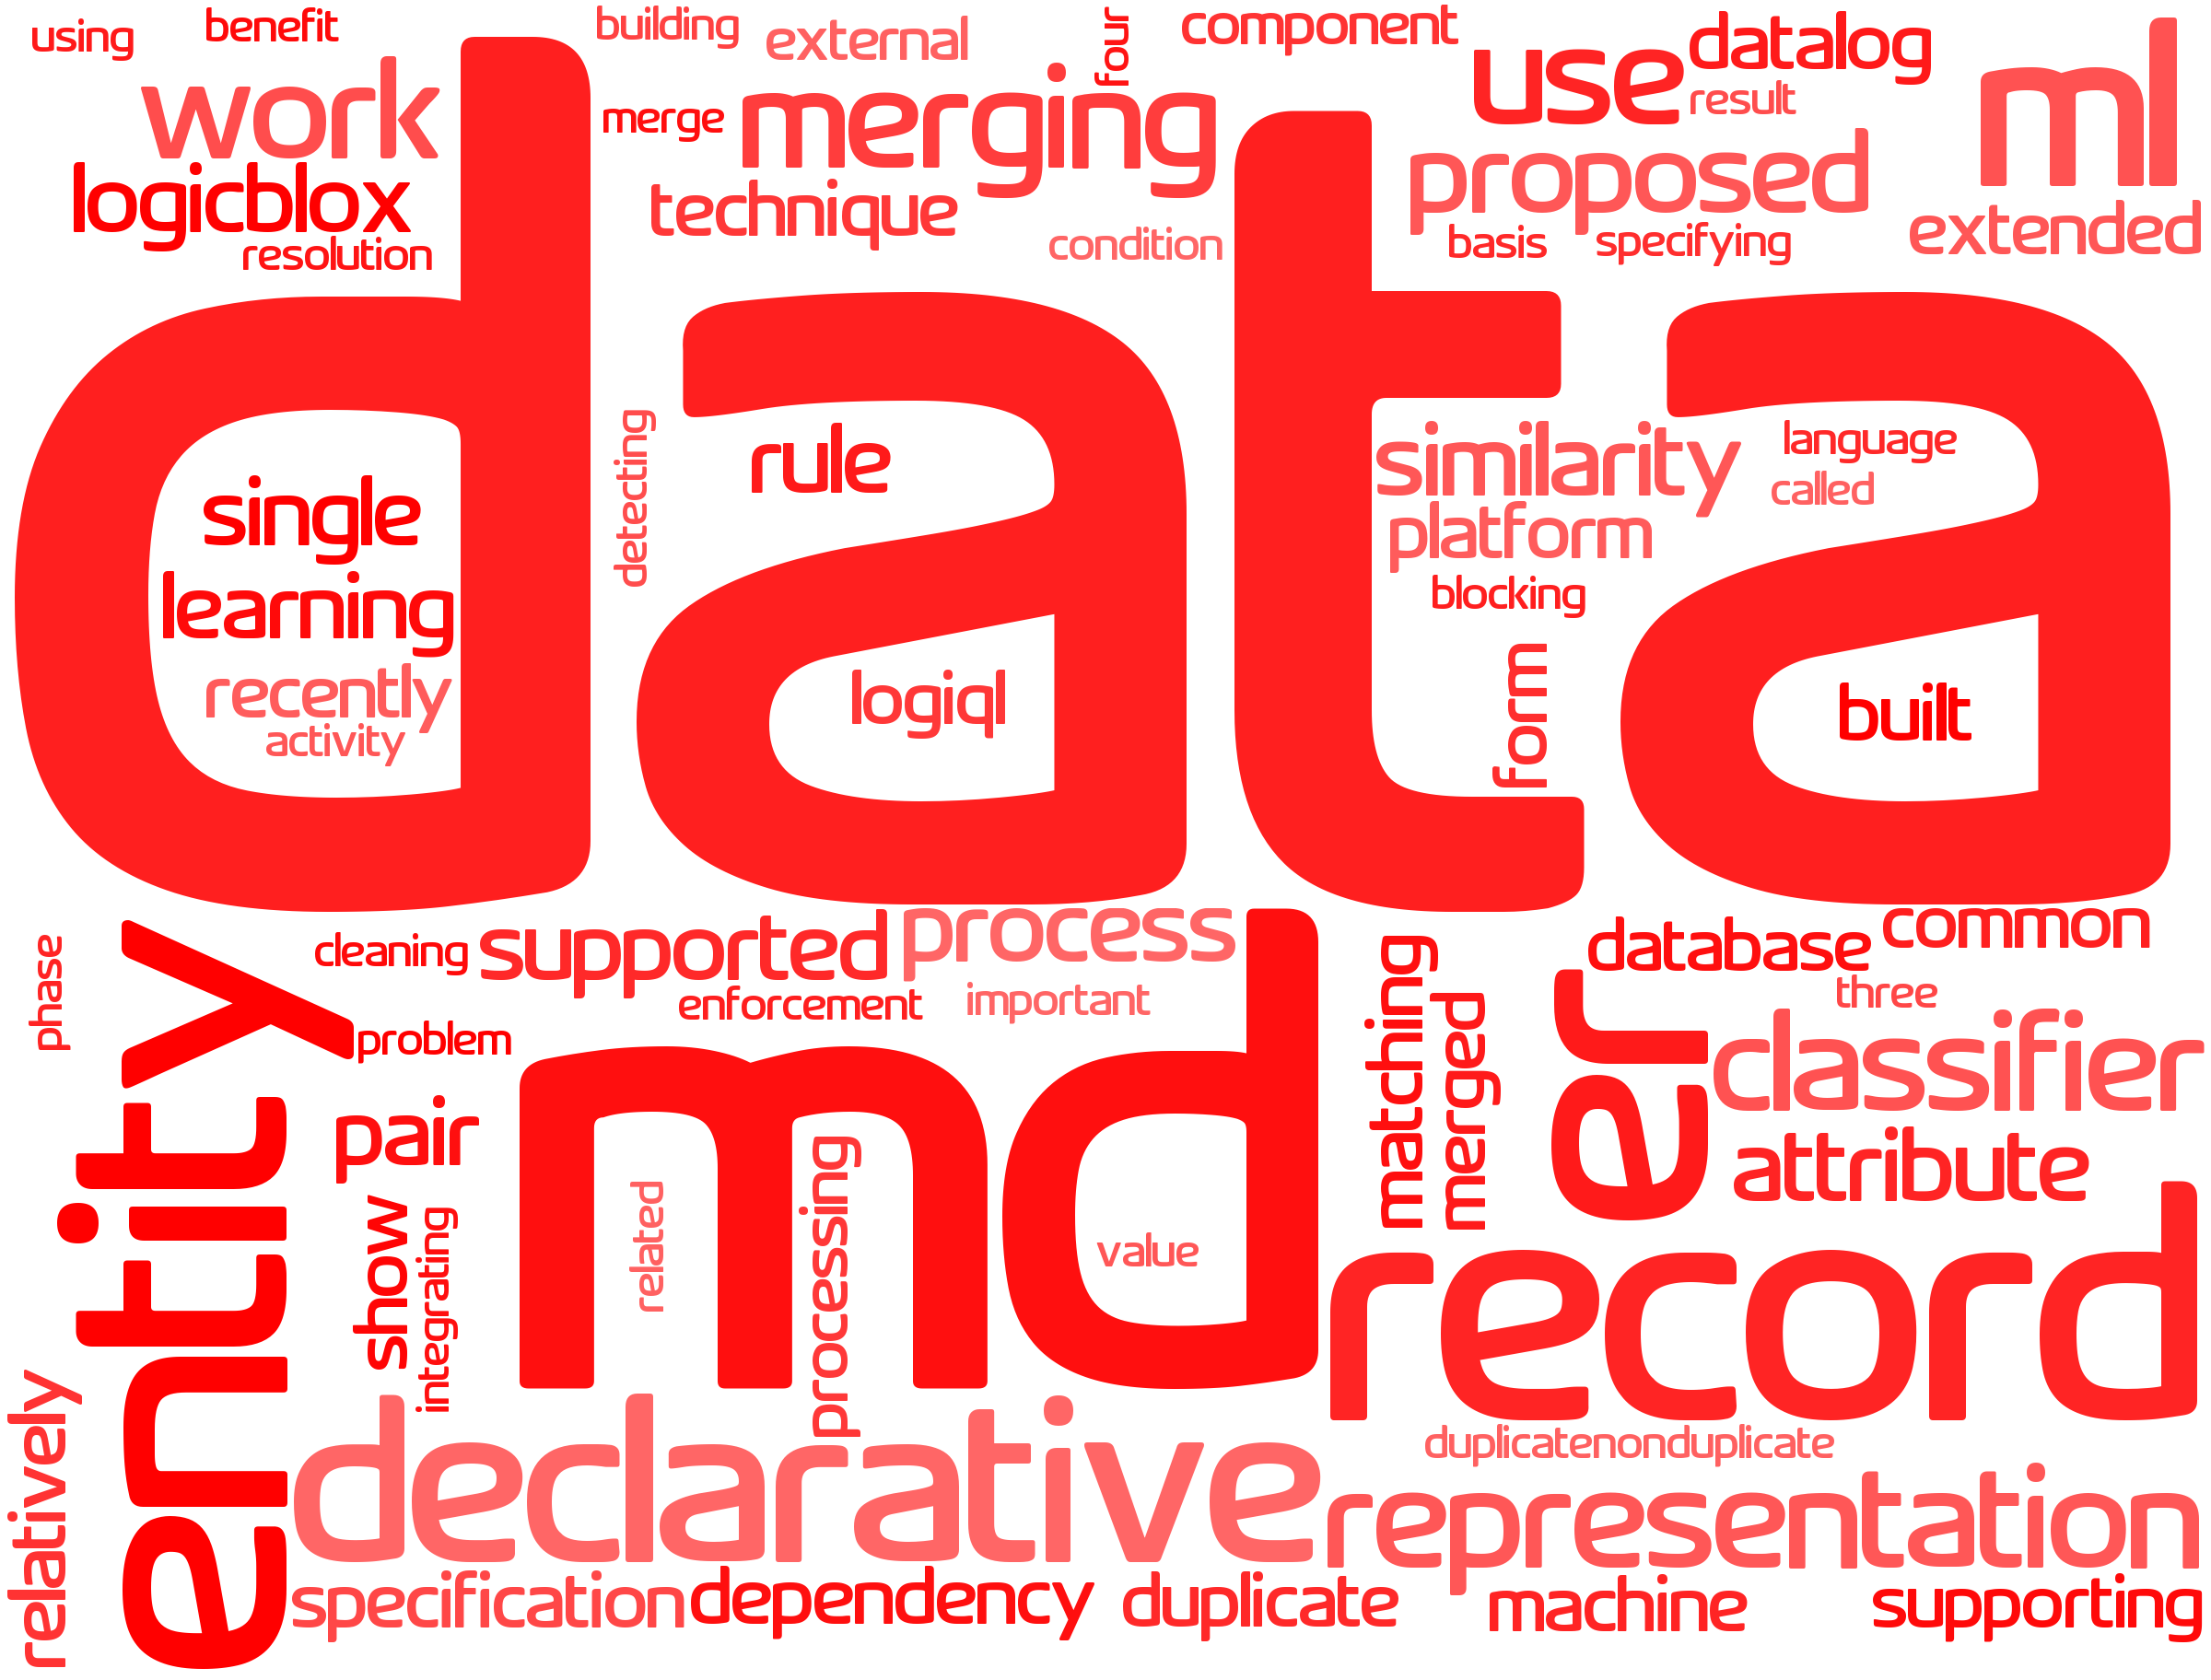 using
benefit
building
external
four
component
datalog
use
ml
work
merge
merging
result
proposed
logicblox
technique
resolution
condition
basis
specifying
extended
data
detecting
rule
similarity
language
called
single
platform
learning
blocking
form
recently
logiql
built
activity
phase
cleaning
supported
process
database
common
enforcement
important
three
problem
matching
merged
er
classifier
entity
md
pair
attribute
show
integrating
related
processing
value
record
relatively
declarative
duplicatenonduplicate
representation
specification
dependency
duplicate
machine
supporting